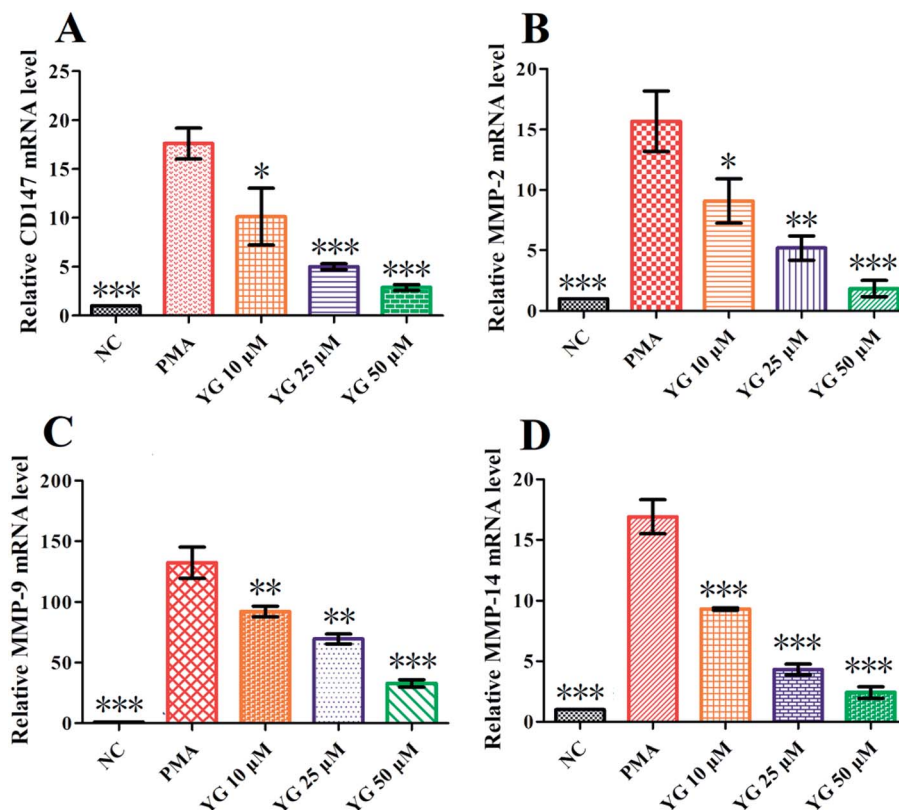 A
Relative CD147 mRNA level
25
20
15
10
5
0
***
*
***
***
NC
PMA
YG 10 µM
YG 25 µM
YG 50 µM
B
Relative MMP-2 mRNA level
20
15
10
5
0
***
*
**
***
NC
PMA
YG 10 µM
YG 25 µM
YG 50 µM
C
Relative MMP-9 mRNA level
200
150
100
50
0
***
**
**
***
NC
PMA
YG 10 µM
YG 25 µM
YG 50 µM
D
Relative MMP-14 mRNA level
20
15
10
5
0
***
***
***
***
NC
PMA
YG 10 µM
YG 25 µM
YG 50 µM